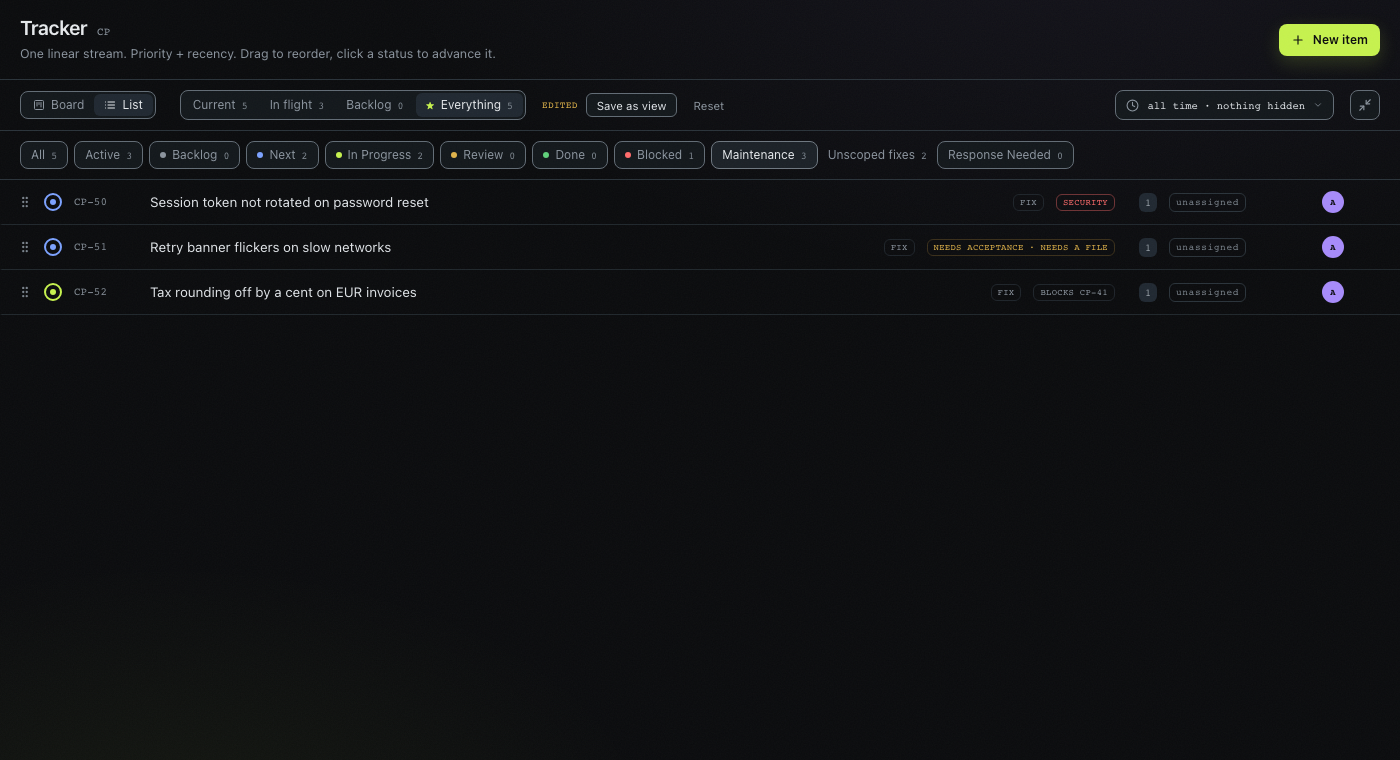 Tracker CP
One linear stream. Priority + recency. Drag to reorder, click a status to advance it.
New item
Board List Current 5 In flight 3 Backlog 0 Everything 5 EDITED Save as view Reset all time · nothing hidden
All 5 Active 3 Backlog 0 Next 2 In Progress 2 Review 0 Done 0 Blocked 1 Maintenance 3 Unscoped fixes 2 Response Needed 0
CP-50 Session token not rotated on password reset FIX SECURITY 1 unassigned A
CP-51 Retry banner flickers on slow networks FIX NEEDS ACCEPTANCE · NEEDS A FILE 1 unassigned A
CP-52 Tax rounding off by a cent on EUR invoices FIX BLOCKS CP-41 1 unassigned A